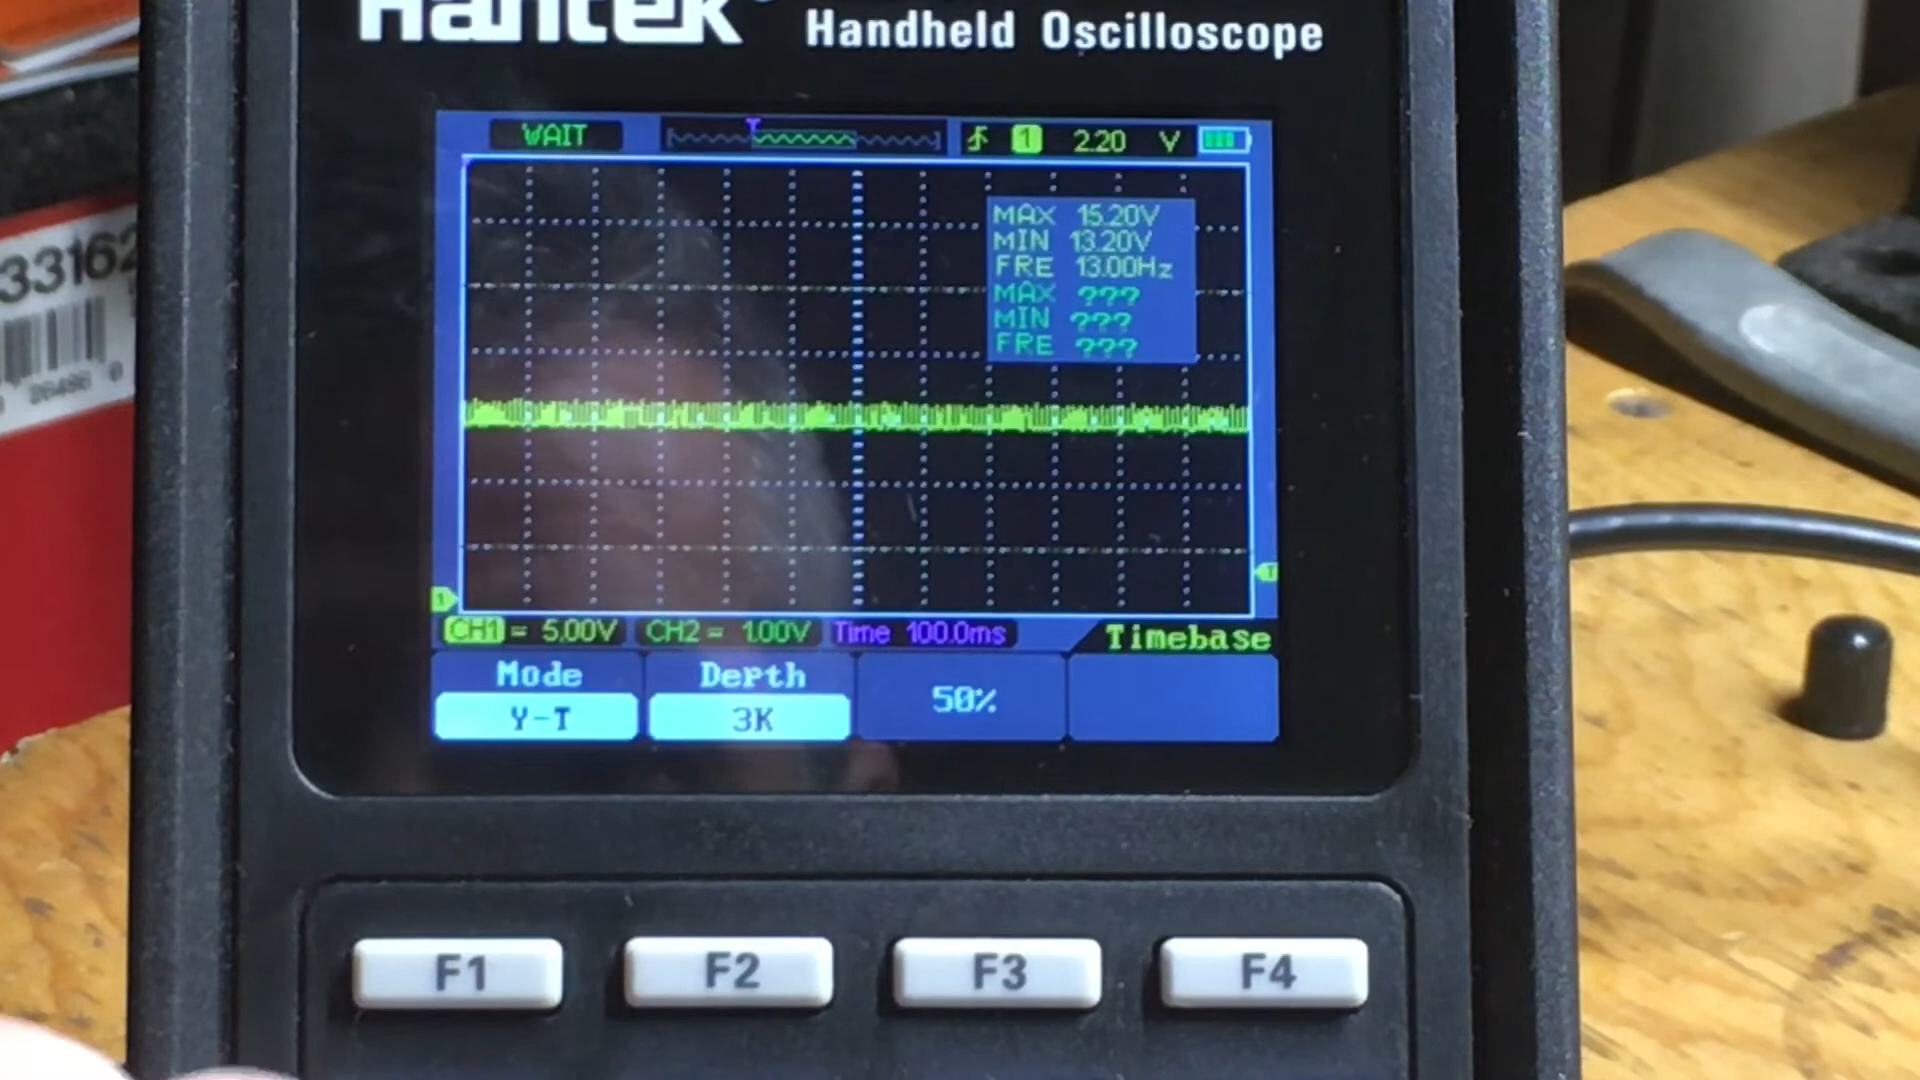 Hantek
Handheld Oscilloscope
WAIT
T
1 2.20 V
MAX 15.20V
MIN 13.20V
FRE 13.00Hz
MAX ???
MIN ???
FRE ???
33162
1
CH1 = 5.00V CH2 = 1.00V Time 100.0ms Timebase
Mode
Y-T
Depth
3K
50%
F1 F2 F3 F4